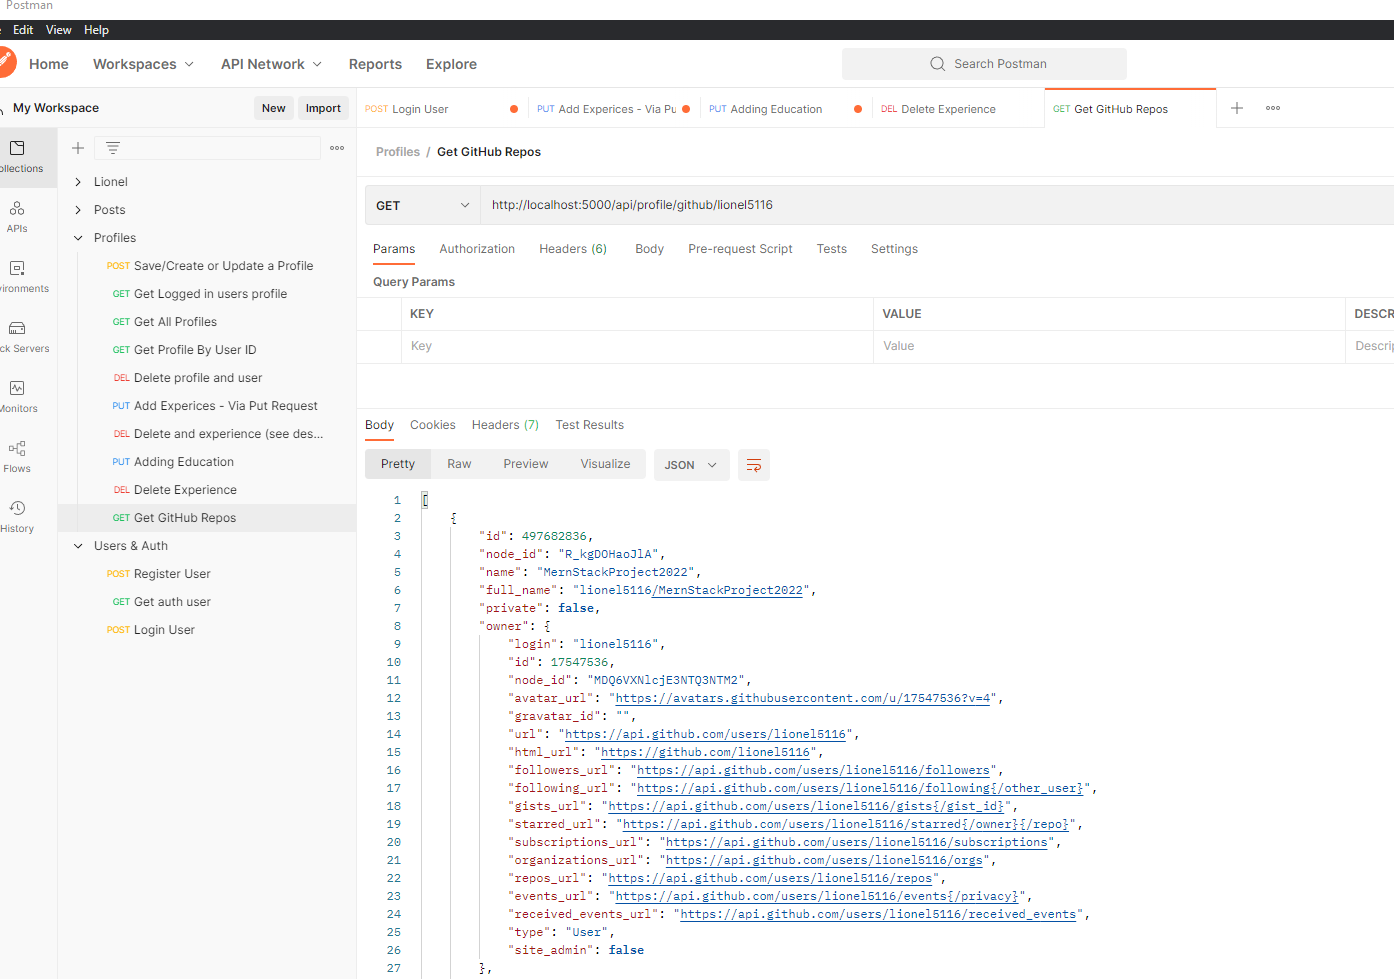 Postman
Edit View Help
Home Workspaces API Network Reports Explore
Search Postman
My Workspace
New Import
POST Login User
PUT Add Experices - Via Pu
PUT Adding Education
DEL Delete Experience
GET Get GitHub Repos
ollections
APIs
vironments
ck Servers
Monitors
Flows
History
Lionel
Posts
Profiles
POST Save/Create or Update a Profile
GET Get Logged in users profile
GET Get All Profiles
GET Get Profile By User ID
DEL Delete profile and user
PUT Add Experices - Via Put Request
DEL Delete and experience (see des...
PUT Adding Education
DEL Delete Experience
GET Get GitHub Repos
Users & Auth
POST Register User
GET Get auth user
POST Login User
Profiles / Get GitHub Repos
GET http://localhost:5000/api/profile/github/lionel5116
Params Authorization Headers (6) Body Pre-request Script Tests Settings
Query Params
KEY VALUE DESCR
Key Value Descrip
Body Cookies Headers (7) Test Results
Pretty Raw Preview Visualize JSON
1 [
2 {
3 "id": 497682836,
4 "node_id": "R_kgDOHaoJlA",
5 "name": "MernStackProject2022",
6 "full_name": "lionel5116/MernStackProject2022",
7 "private": false,
8 "owner": {
9 "login": "lionel5116",
10 "id": 17547536,
11 "node_id": "MDQ6VXNlcjE3NTQ3NTM2",
12 "avatar_url": "https://avatars.githubusercontent.com/u/17547536?v=4",
13 "gravatar_id": "",
14 "url": "https://api.github.com/users/lionel5116",
15 "html_url": "https://github.com/lionel5116",
16 "followers_url": "https://api.github.com/users/lionel5116/followers",
17 "following_url": "https://api.github.com/users/lionel5116/following{/other_user}",
18 "gists_url": "https://api.github.com/users/lionel5116/gists{/gist_id}",
19 "starred_url": "https://api.github.com/users/lionel5116/starred{/owner}{/repo}",
20 "subscriptions_url": "https://api.github.com/users/lionel5116/subscriptions",
21 "organizations_url": "https://api.github.com/users/lionel5116/orgs",
22 "repos_url": "https://api.github.com/users/lionel5116/repos",
23 "events_url": "https://api.github.com/users/lionel5116/events{/privacy}",
24 "received_events_url": "https://api.github.com/users/lionel5116/received_events",
25 "type": "User",
26 "site_admin": false
27 },